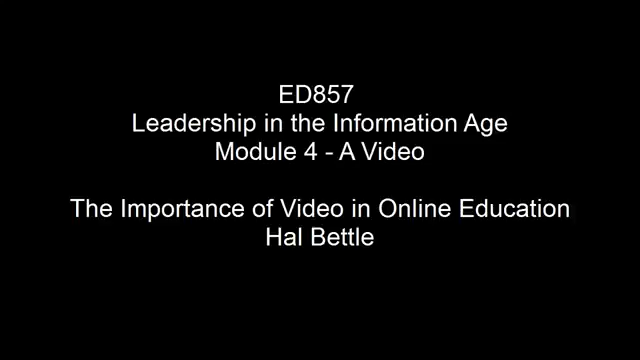 ED857
Leadership in the Information Age
Module 4 - A Video
The Importance of Video in Online Education
Hal Bettle